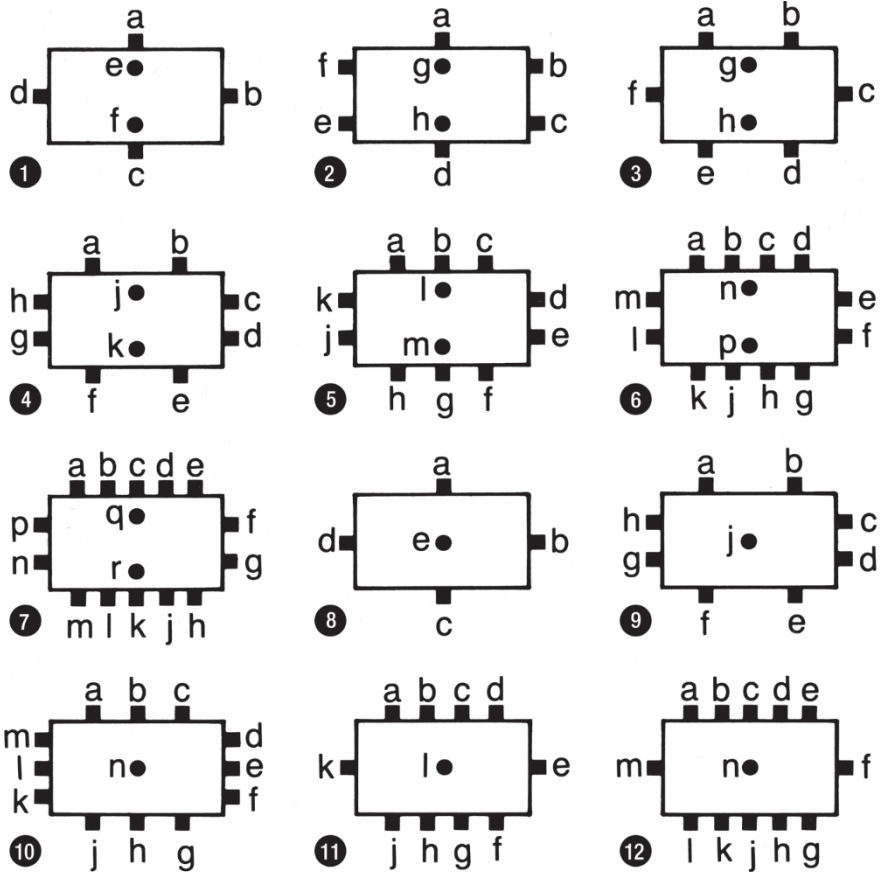 a a a b
e f g b g
d b f c
f e h c h
1 c 2 d 3 e d
a b a b c a b c d
h j c k l d m n e
g k d j m e l p f
4 f e 5 h g f 6 k j h g
a b c d e a a b
p q f d e b h j c
n r g g d
7 m l k j h 8 c 9 f e
a b c a b c d a b c d e
m d
l n e k l e m n f
k f
10 j h g 11 j h g f 12 l k j h g